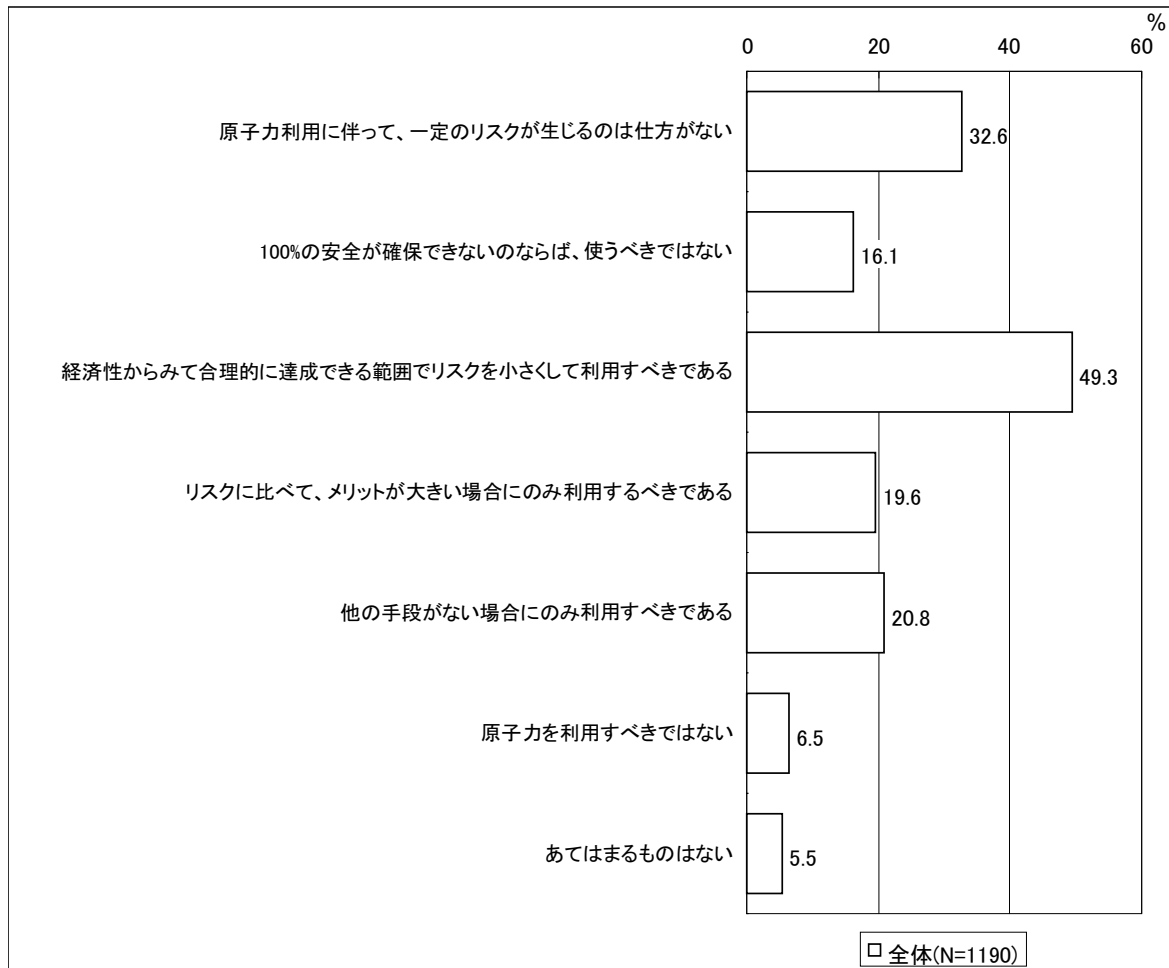 %
0 20 40 60
原子力利用に伴って、一定のリスクが生じるのは仕方がない 32.6
100%の安全が確保できないのならば、使うべきではない 16.1
経済性からみて合理的に達成できる範囲でリスクを小さくして利用すべきである 49.3
リスクに比べて、メリットが大きい場合にのみ利用するべきである 19.6
他の手段がない場合にのみ利用すべきである 20.8
原子力を利用すべきではない 6.5
あてはまるものはない 5.5
全体(N=1190)